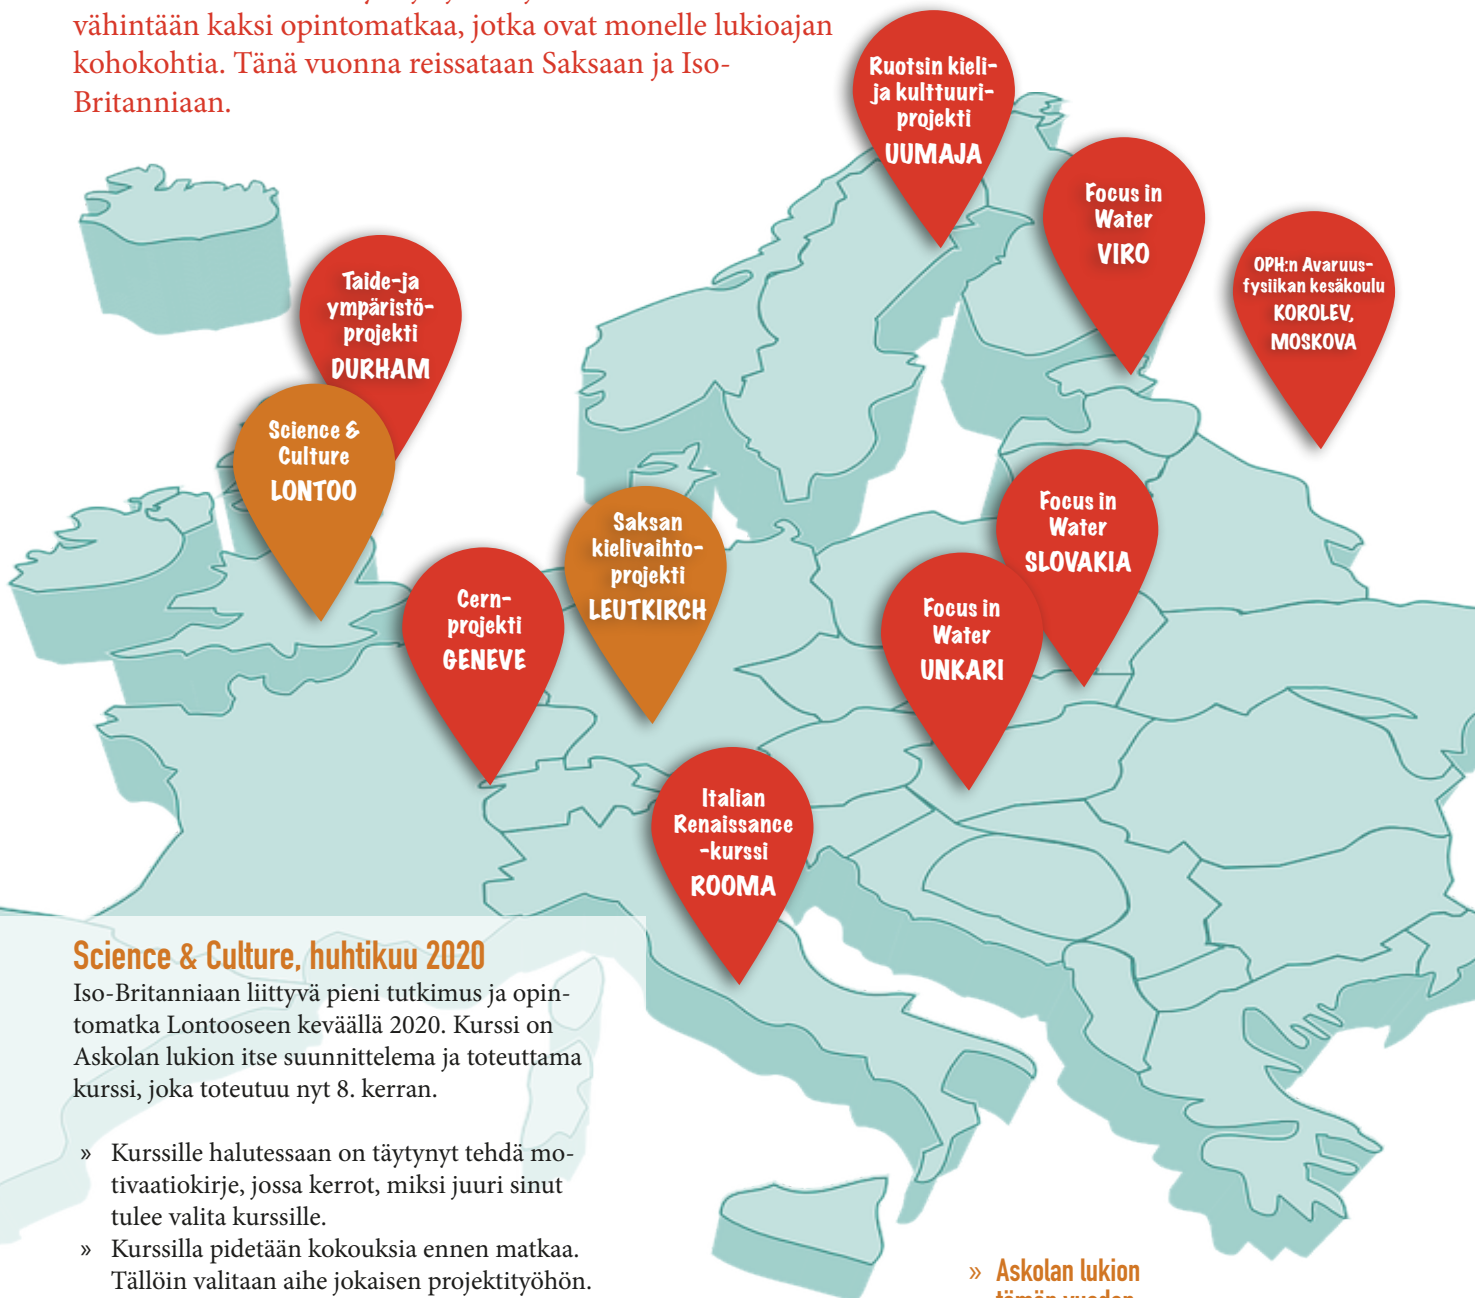 vähintään kaksi opintomatkaa, jotka ovat monelle lukioajan
kohokohtia. Tänä vuonna reissataan Saksaan ja Iso-
Britanniaan.
Ruotsin kieli-
ja kulttuuri-
projekti
UUMAJA
Focus in
Water
VIRO
OPH:n Avaruus-
fysiikan kesäkoulu
KOROLEV,
MOSKOVA
Taide-ja
ympäristö-
projekti
DURHAM
Science &
Culture
LONTOO
Saksan
kielivaihto-
projekti
LEUTKIRCH
Focus in
Water
SLOVAKIA
Cern-
projekti
GENEVE
Focus in
Water
UNKARI
Italian
Renaissance
-kurssi
ROOMA
Science & Culture, huhtikuu 2020
Iso-Britanniaan liittyvä pieni tutkimus ja opin-
tomatka Lontooseen keväällä 2020. Kurssi on
Askolan lukion itse suunnittelema ja toteuttama
kurssi, joka toteutuu nyt 8. kerran.
» Kurssille halutessaan on täytynyt tehdä mo-
tivaatiokirje, jossa kerrot, miksi juuri sinut
tulee valita kurssille.
» Kurssilla pidetään kokouksia ennen matkaa.
Tällöin valitaan aihe jokaisen projektityöhön.
» Askolan lukion
tämän vuoden